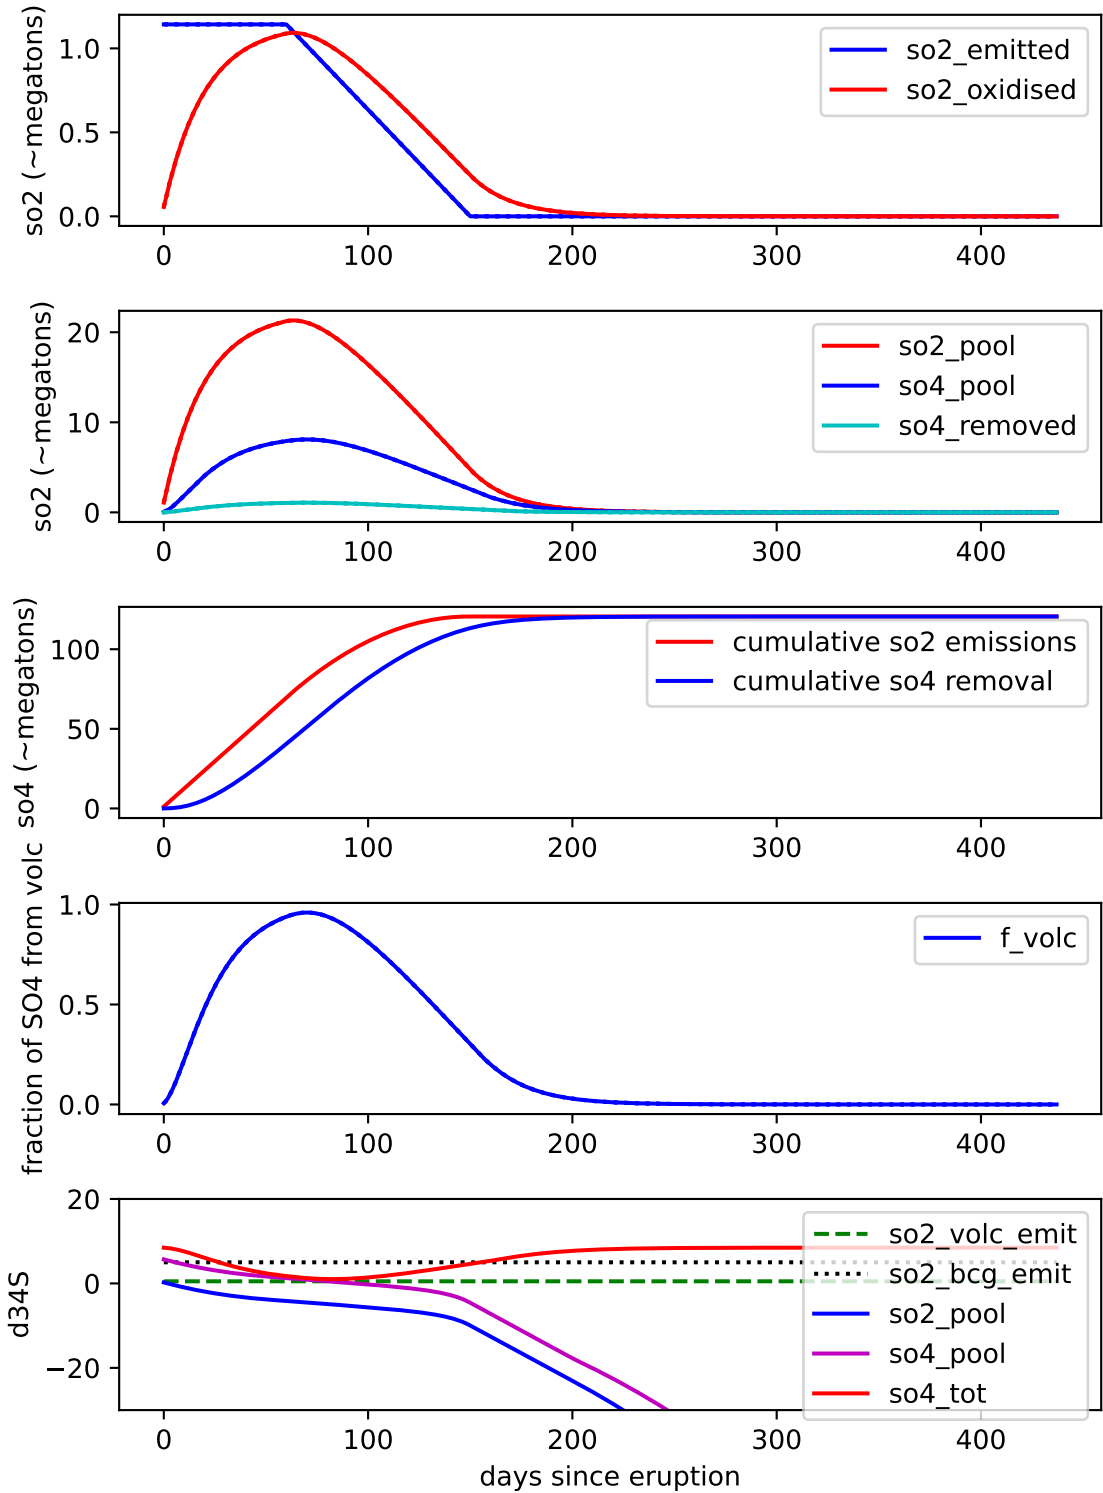 so2 (~megatons)
1.0
0.5
0.0
so2_emitted
so2_oxidised
0
100
200
300
400
so2 (~megatons)
20
10
0
so2_pool
so4_pool
so4_removed
0
100
200
300
400
so4 (~megatons)
100
50
0
cumulative so2 emissions
cumulative so4 removal
0
100
200
300
400
fraction of SO4 from volc
1.0
0.5
0.0
f_volc
0
100
200
300
400
d34S
20
0
−20
so2_volc_emit
so2_bcg_emit
so2_pool
so4_pool
so4_tot
0
100
200
300
400
days since eruption